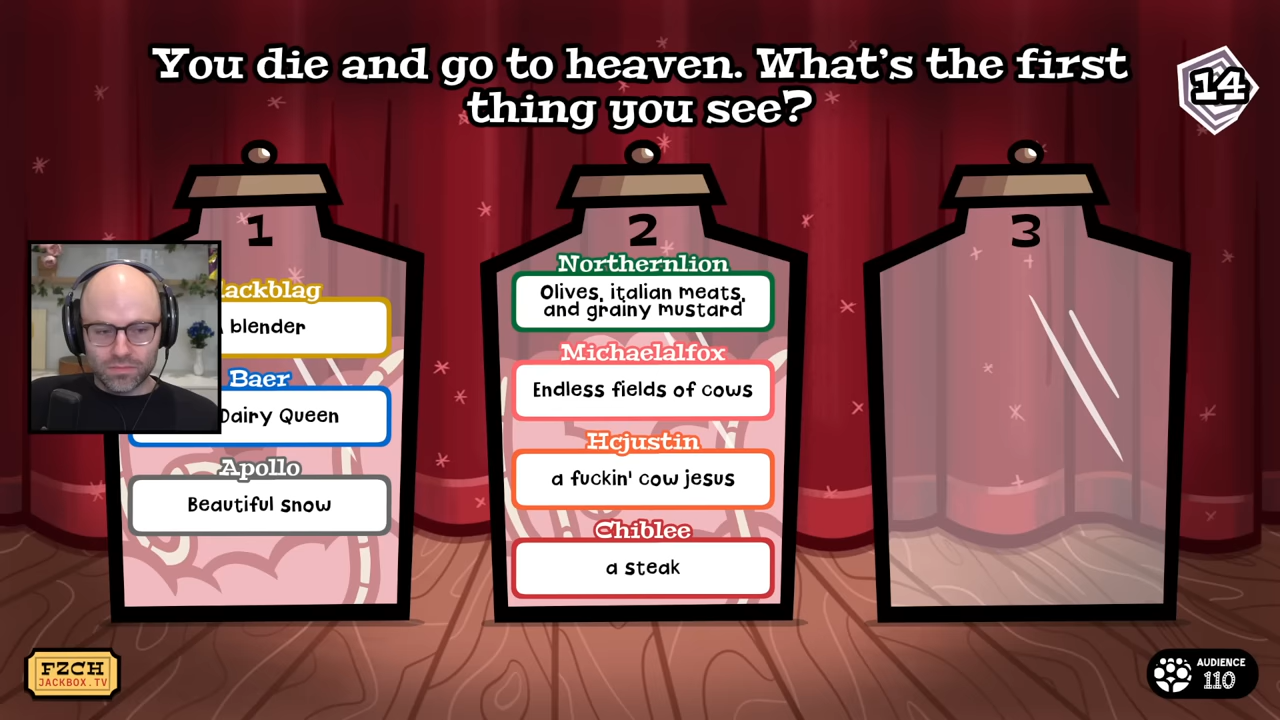 You die and go to heaven. What's the first
thing you see?
14
1
2
3
lackblag
blender
Baer
Dairy Queen
Apollo
Beautiful snow
Northernlion
Olives, italian meats,
and grainy mustard
Michaelalfox
Endless fields of cows
Hcjustin
a fuckin' cow jesus
Chiblee
a steak
FZCH
JACKBOX.TV
AUDIENCE
110